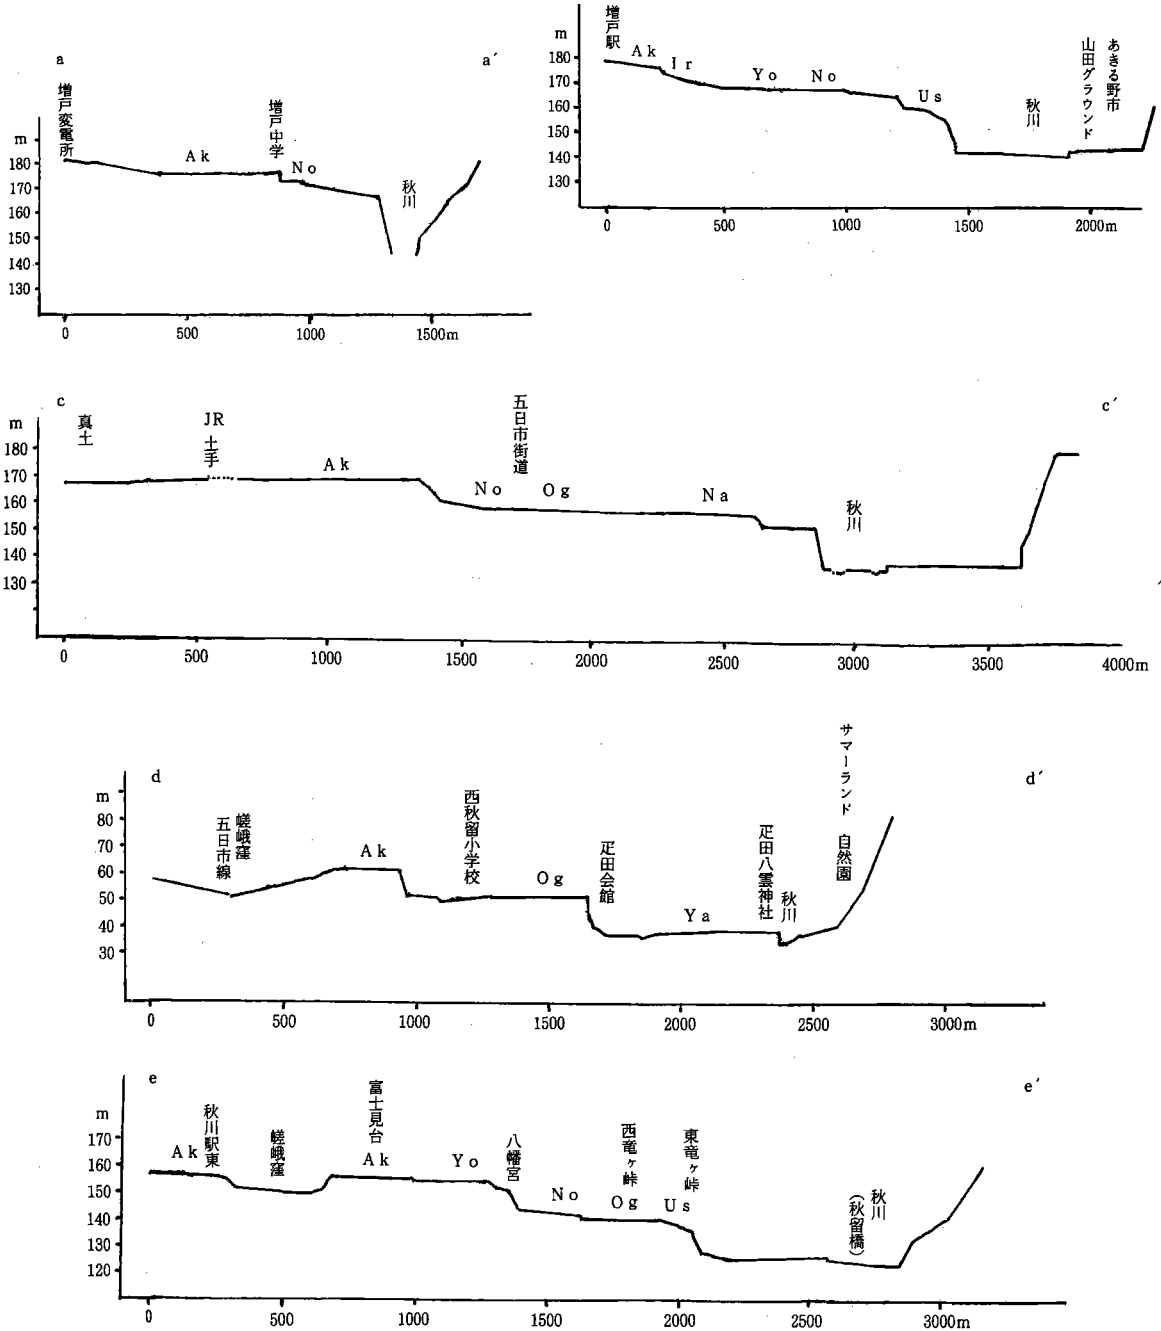 a
a′
増戸変電所
増戸中学
m
180
170
160
150
140
130
Ak
No
秋川
0
500
1000
1500m
増戸駅
m
180
170
160
150
140
130
Ak
Ir
Yo
No
Us
秋川
あきる野市
山田グラウンド
0
500
1000
1500
2000m
c
c′
真土
JR
土手
五日市街道
m
180
170
160
150
140
130
Ak
No
Og
Na
秋川
0
500
1000
1500
2000
2500
3000
3500
4000m
d
d′
m
80
70
60
50
40
30
嵯峨窪
五日市線
Ak
西秋留小学校
Og
疋田会館
Ya
疋田八雲神社
秋川
サマーランド 自然園
0
500
1000
1500
2000
2500
3000m
e
e′
m
170
160
150
140
130
120
Ak
秋川駅東
嵯峨窪
富士見台
Ak
Yo
八幡宮
No
西竜ヶ峠
Og
東竜ヶ峠
Us
秋川
(秋留橋)
0
500
1000
1500
2000
2500
3000m